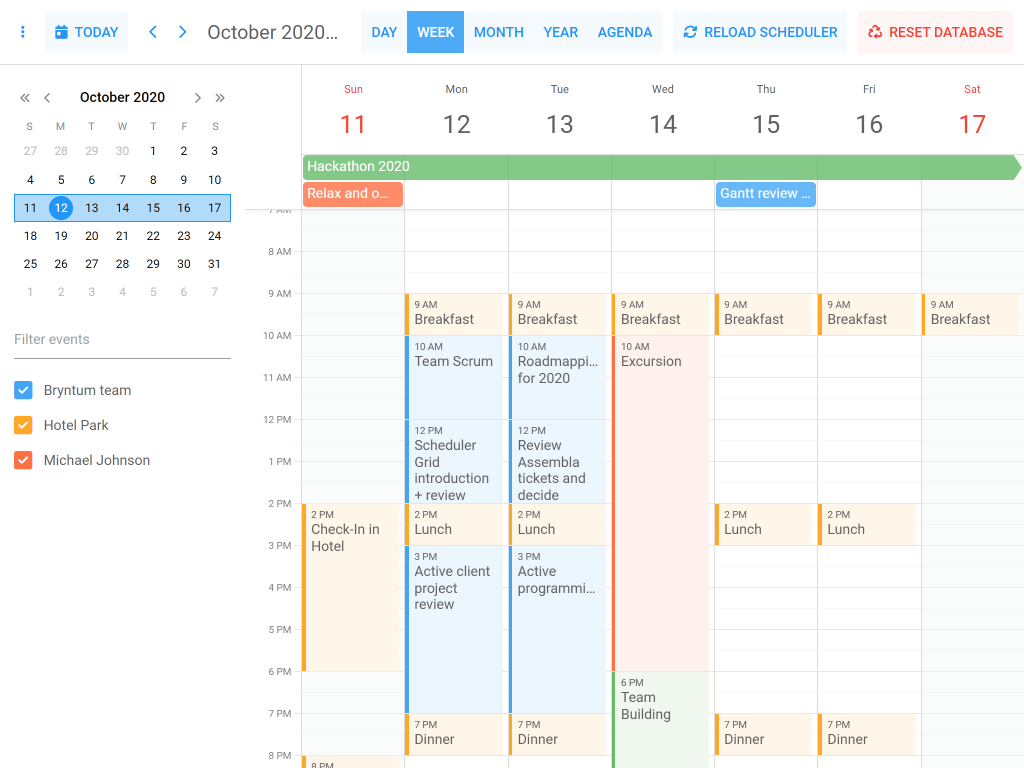 TODAY
October 2020…
DAY WEEK MONTH YEAR AGENDA
RELOAD SCHEDULER
RESET DATABASE
October 2020
S M T W T F S
27 28 29 30 1 2 3
4 5 6 7 8 9 10
11 12 13 14 15 16 17
18 19 20 21 22 23 24
25 26 27 28 29 30 31
1 2 3 4 5 6 7
Filter events
Bryntum team
Hotel Park
Michael Johnson
Sun Mon Tue Wed Thu Fri Sat
11 12 13 14 15 16 17
Hackathon 2020
Relax and o…
Gantt review …
7 AM
8 AM
9 AM
10 AM
11 AM
12 PM
1 PM
2 PM
3 PM
4 PM
5 PM
6 PM
7 PM
8 PM
2 PM
Check-In in
Hotel
8 PM
9 AM
Breakfast
10 AM
Team Scrum
12 PM
Scheduler
Grid
introduction
+ review
2 PM
Lunch
3 PM
Active client
project
review
7 PM
Dinner
9 AM
Breakfast
10 AM
Roadmappi…
for 2020
12 PM
Review
Assembla
tickets and
decide
2 PM
Lunch
3 PM
Active
programmi…
7 PM
Dinner
9 AM
Breakfast
10 AM
Excursion
6 PM
Team
Building
9 AM
Breakfast
2 PM
Lunch
7 PM
Dinner
9 AM
Breakfast
2 PM
Lunch
7 PM
Dinner
9 AM
Breakfast